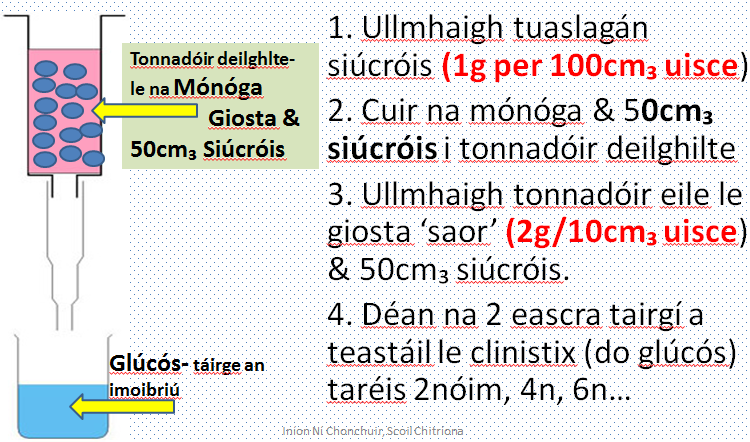 Tonnadóir deilghlte-
le na Mónóga
Giosta &
50cm₃ Siúcróis
Glúcós- táirge an
imoibriú
1. Ullmhaigh tuaslagán
siúcróis (1g per 100cm₃ uisce)
2. Cuir na mónóga & 50cm₃
siúcróis i tonnadóir deilghilte
3. Ullmhaigh tonnadóir eile le
giosta ‘saor’ (2g/10cm₃ uisce)
& 50cm₃ siúcróis.
4. Déan na 2 eascra tairgí a
teastáil le clinistix (do glúcós)
taréis 2nóim, 4n, 6n...
Iníon Ní Chonchuir, Scoil Chitríona